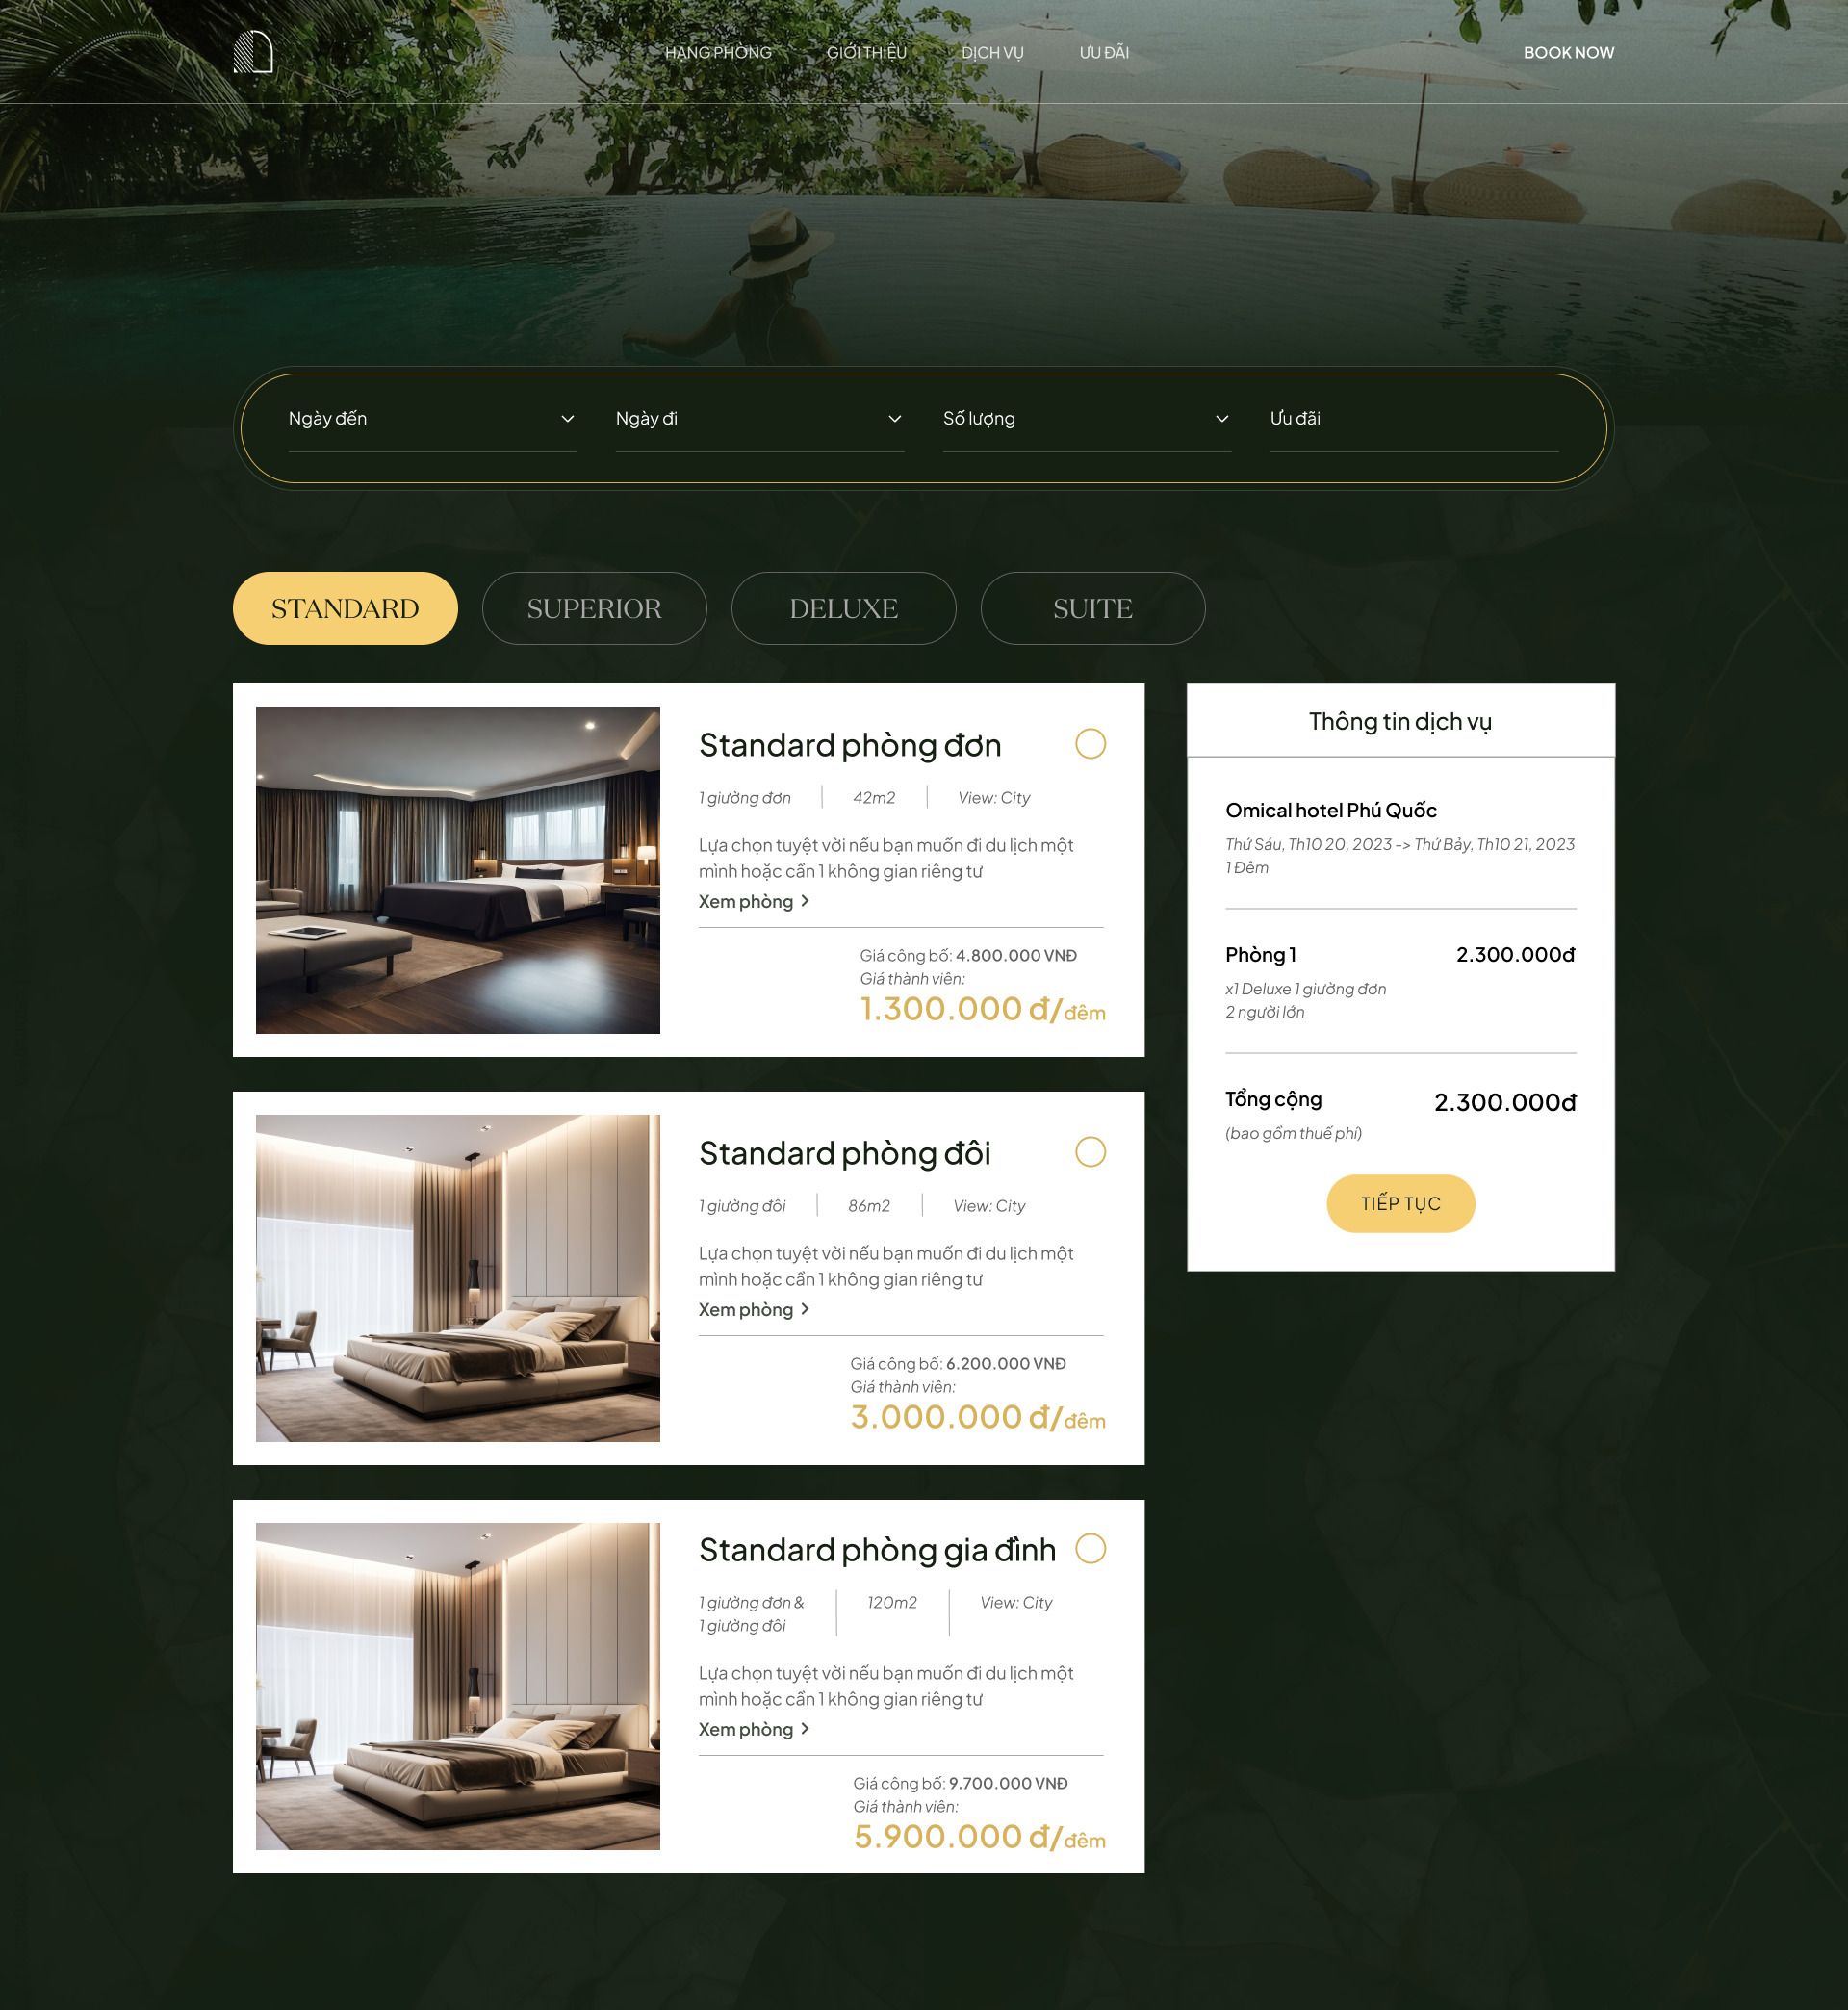 HẠNG PHÒNG GIỚI THIỆU DỊCH VỤ ƯU ĐÃI BOOK NOW
Ngày đến Ngày đi Số lượng Ưu đãi
STANDARD SUPERIOR DELUXE SUITE
Standard phòng đơn
1 giường đơn 42m2 View: City
Lựa chọn tuyệt vời nếu bạn muốn đi du lịch một
mình hoặc cần 1 không gian riêng tư
Xem phòng
Giá công bố: 4.800.000 VNĐ
Giá thành viên:
1.300.000 đ/đêm
Standard phòng đôi
1 giường đôi 86m2 View: City
Lựa chọn tuyệt vời nếu bạn muốn đi du lịch một
mình hoặc cần 1 không gian riêng tư
Xem phòng
Giá công bố: 6.200.000 VNĐ
Giá thành viên:
3.000.000 đ/đêm
Standard phòng gia đình
1 giường đơn & 120m2 View: City
1 giường đôi
Lựa chọn tuyệt vời nếu bạn muốn đi du lịch một
mình hoặc cần 1 không gian riêng tư
Xem phòng
Giá công bố: 9.700.000 VNĐ
Giá thành viên:
5.900.000 đ/đêm
Thông tin dịch vụ
Omical hotel Phú Quốc
Thứ Sáu, Th10 20, 2023 -> Thứ Bảy, Th10 21, 2023
1 Đêm
Phòng 1 2.300.000đ
x1 Deluxe 1 giường đơn
2 người lớn
Tổng cộng 2.300.000đ
(bao gồm thuế phí)
TIẾP TỤC